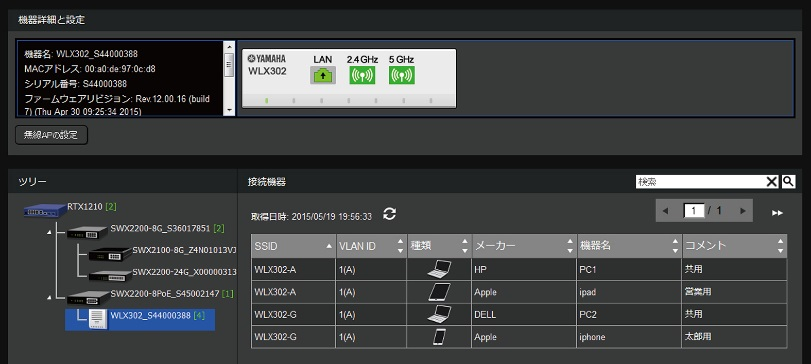 機器詳細と設定
機器名: WLX302_S44000388
MACアドレス: 00:a0:de:97:0c:d8
シリアル番号: S44000388
ファームウェアリビジョン: Rev.12.00.16 (build
7) (Thu Apr 30 09:25:34 2015)
YAMAHA
WLX302
LAN 2.4 GHz 5 GHz
無線APの設定
ツリー
RTX1210 [2]
SWX2200-8G_S36017851 [2]
SWX2100-8G_Z4N01013VJ
SWX2200-24G_X00000313
SWX2200-8PoE_S45002147 [1]
WLX302_S44000388 [4]
接続機器
検索
取得日時: 2015/05/19 19:56:33
1 / 1
SSID VLAN ID 種類 メーカー 機器名 コメント
WLX302-A 1(A) HP PC1 共用
WLX302-A 1(A) Apple ipad 営業用
WLX302-G 1(A) DELL PC2 共用
WLX302-G 1(A) Apple iphone 太郎用